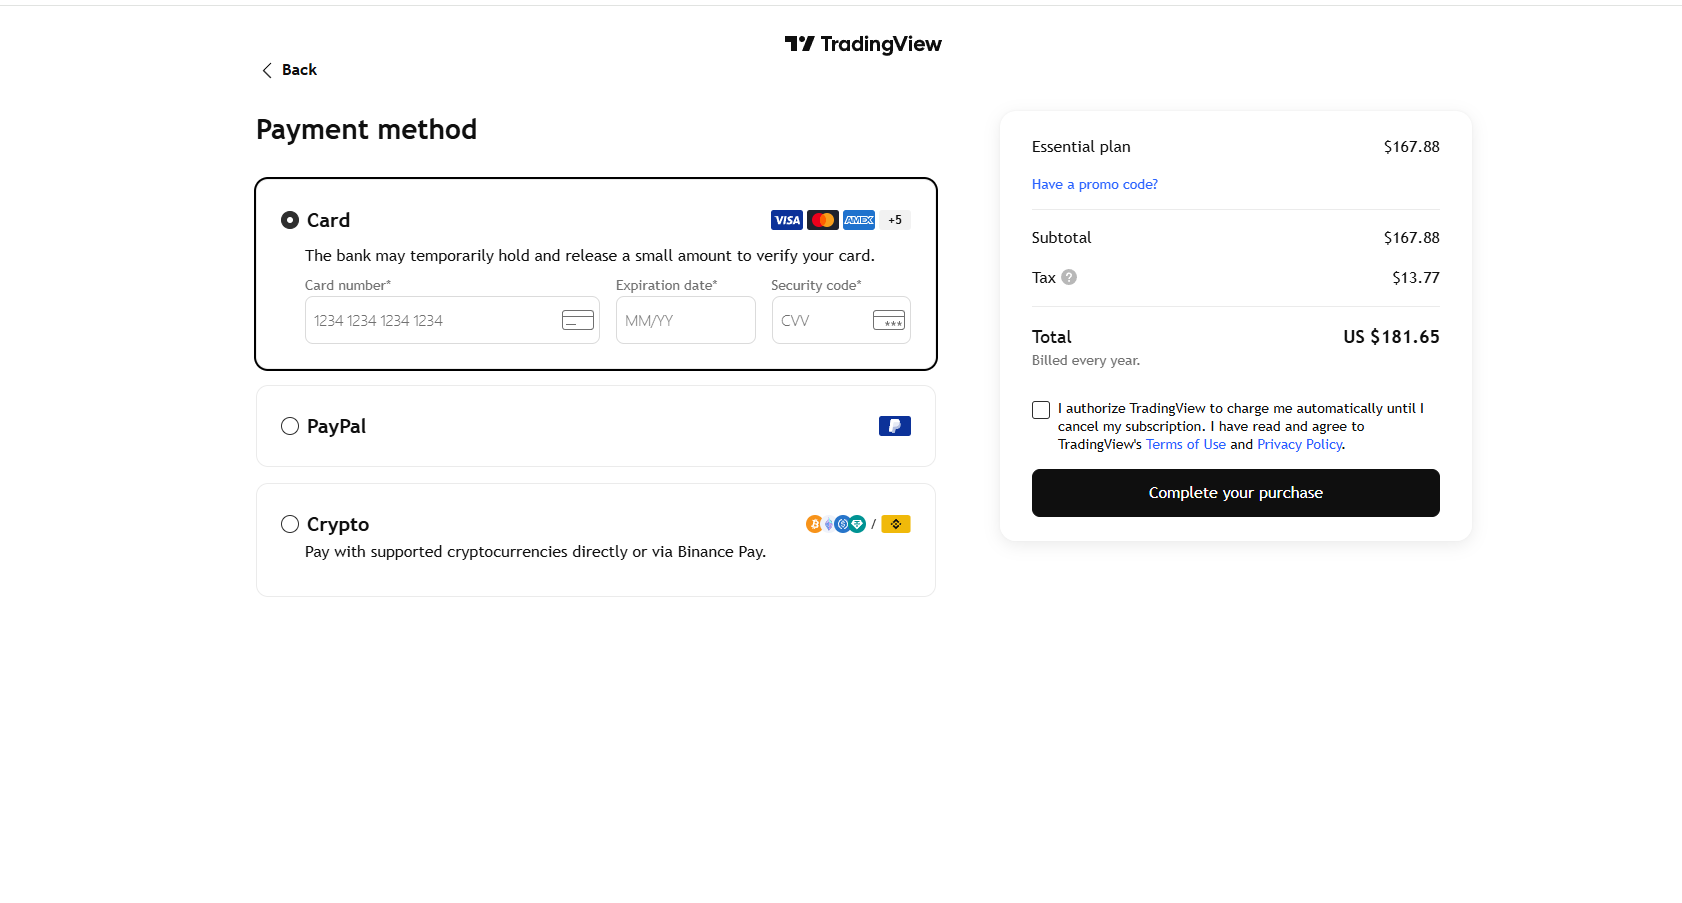 TradingView
Back
Payment method
Card
VISA
AMEX
+5
The bank may temporarily hold and release a small amount to verify your card.
Card number*
Expiration date*
Security code*
1234 1234 1234 1234
MM/YY
CVV
***
PayPal
Crypto
/
Pay with supported cryptocurrencies directly or via Binance Pay.
Essential plan $167.88
Have a promo code?
Subtotal $167.88
Tax ? $13.77
Total US $181.65
Billed every year.
I authorize TradingView to charge me automatically until I
cancel my subscription. I have read and agree to
TradingView's Terms of Use and Privacy Policy.
Complete your purchase